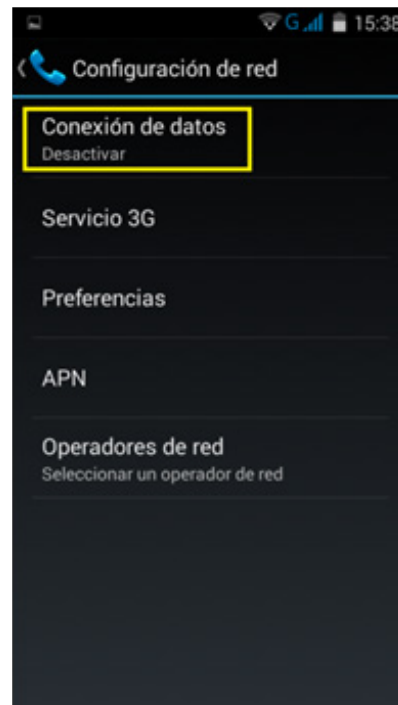 G 15:38
Configuración de red
Conexión de datos
Desactivar
Servicio 3G
Preferencias
APN
Operadores de red
Seleccionar un operador de red